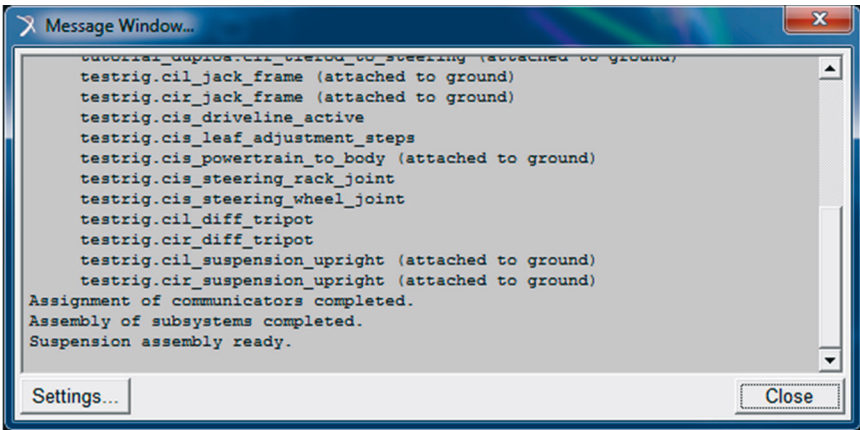 Message Window...
testrig.cil_jack_frame (attached to ground)
testrig.cir_jack_frame (attached to ground)
testrig.cis_driveline_active
testrig.cis_leaf_adjustment_steps
testrig.cis_powertrain_to_body (attached to ground)
testrig.cis_steering_rack_joint
testrig.cis_steering_wheel_joint
testrig.cil_diff_tripot
testrig.cir_diff_tripot
testrig.cil_suspension_upright (attached to ground)
testrig.cir_suspension_upright (attached to ground)
Assignment of communicators completed.
Assembly of subsystems completed.
Suspension assembly ready.
Settings... Close